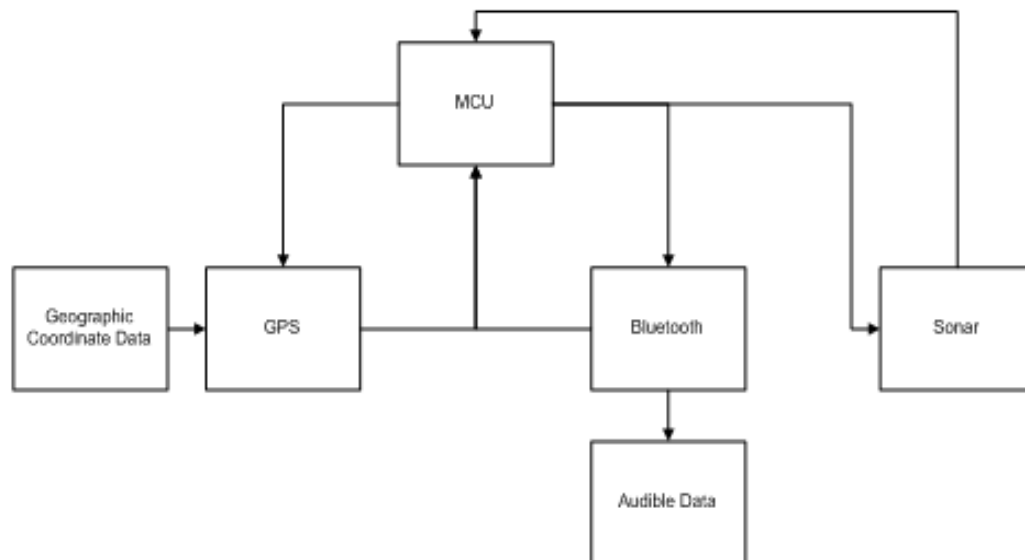 MCU
Geographic
Coordinate Data
GPS
Bluetooth
Sonar
Audible Data